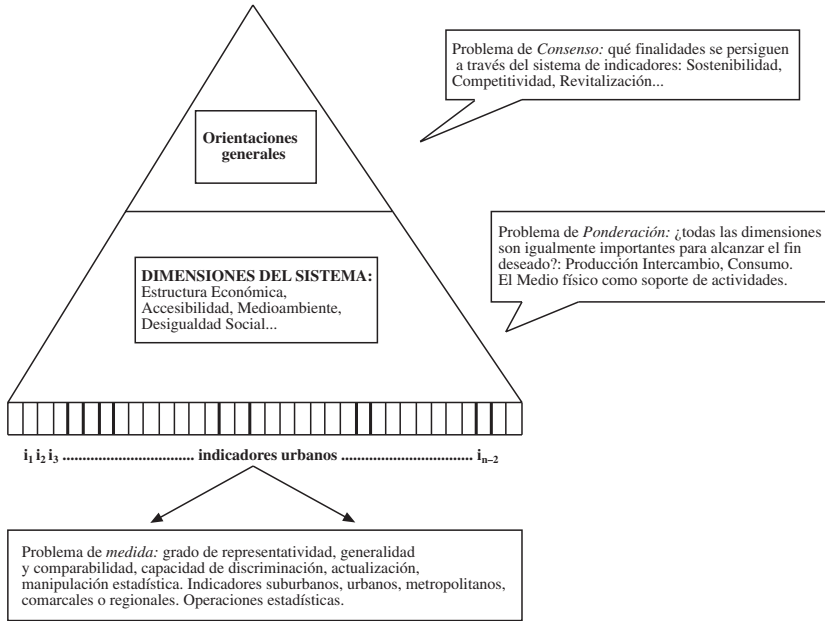 Problema de Consenso: qué finalidades se persiguen
a través del sistema de indicadores: Sostenibilidad,
Competitividad, Revitalización...
Orientaciones
generales
Problema de Ponderación: ¿todas las dimensiones
son igualmente importantes para alcanzar el fin
deseado?: Producción Intercambio, Consumo.
El Medio físico como soporte de actividades.
DIMENSIONES DEL SISTEMA:
Estructura Económica,
Accesibilidad, Medioambiente,
Desigualdad Social...
i₁ i₂ i₃ ................................. indicadores urbanos ................................. iₙ₋₂
Problema de medida: grado de representatividad, generalidad
y comparabilidad, capacidad de discriminación, actualización,
manipulación estadística. Indicadores suburbanos, urbanos, metropolitanos,
comarcales o regionales. Operaciones estadísticas.